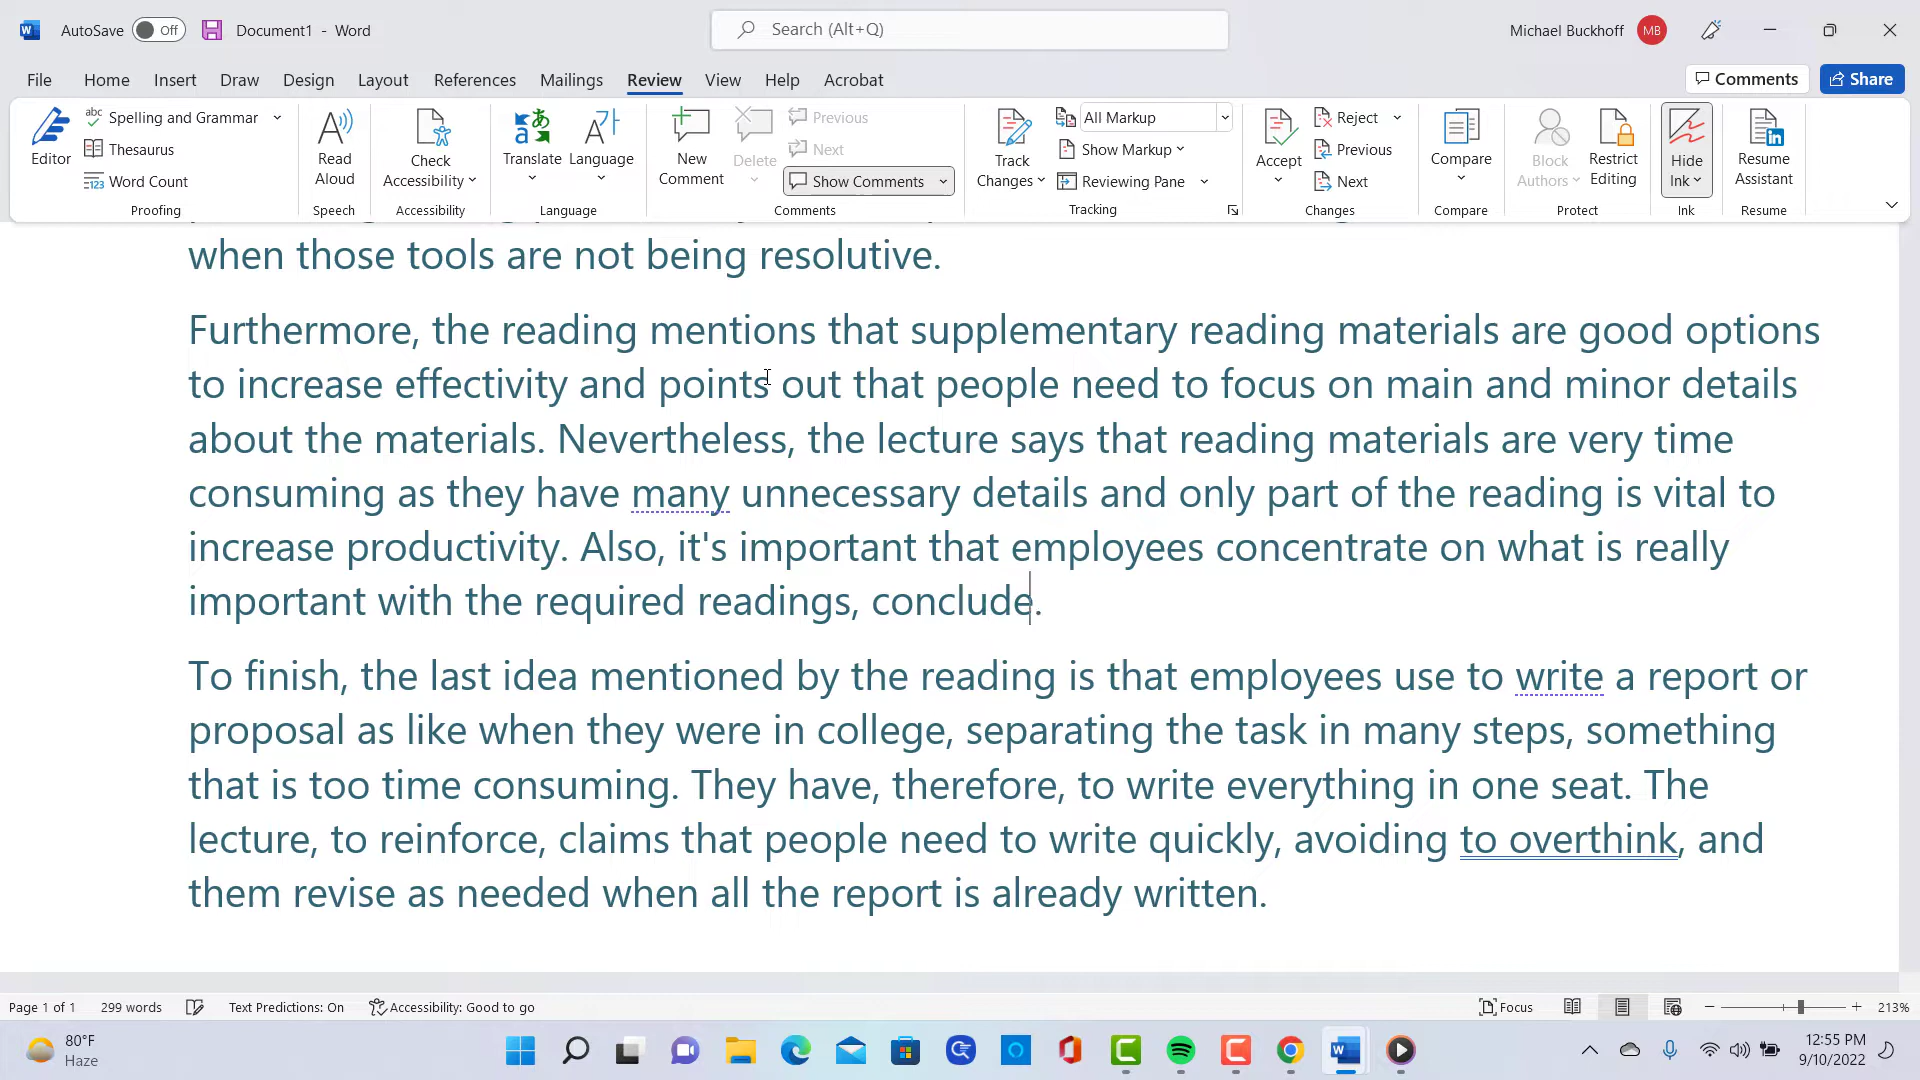 AutoSave Off Document1 - Word Search (Alt+Q) Michael Buckhoff MB
File Home Insert Draw Design Layout References Mailings Review View Help Acrobat Comments Share
Editor
Spelling and Grammar
Thesaurus
Word Count
Proofing
Read Aloud
Speech
Check Accessibility
Accessibility
Translate
Language
Language
New Comment
Delete
Previous
Next
Show Comments
Comments
Track Changes
All Markup
Show Markup
Reviewing Pane
Tracking
Accept
Reject
Previous
Next
Changes
Compare
Compare
Block Authors
Restrict Editing
Protect
Hide Ink
Ink
Resume Assistant
Resume
when those tools are not being resolutive.
Furthermore, the reading mentions that supplementary reading materials are good options
to increase effectivity and points out that people need to focus on main and minor details
about the materials. Nevertheless, the lecture says that reading materials are very time
consuming as they have many unnecessary details and only part of the reading is vital to
increase productivity. Also, it's important that employees concentrate on what is really
important with the required readings, conclude.
To finish, the last idea mentioned by the reading is that employees use to write a report or
proposal as like when they were in college, separating the task in many steps, something
that is too time consuming. They have, therefore, to write everything in one seat. The
lecture, to reinforce, claims that people need to write quickly, avoiding to overthink, and
them revise as needed when all the report is already written.
Page 1 of 1 299 words Text Predictions: On Accessibility: Good to go Focus 213%
80°F
Haze
12:55 PM
9/10/2022